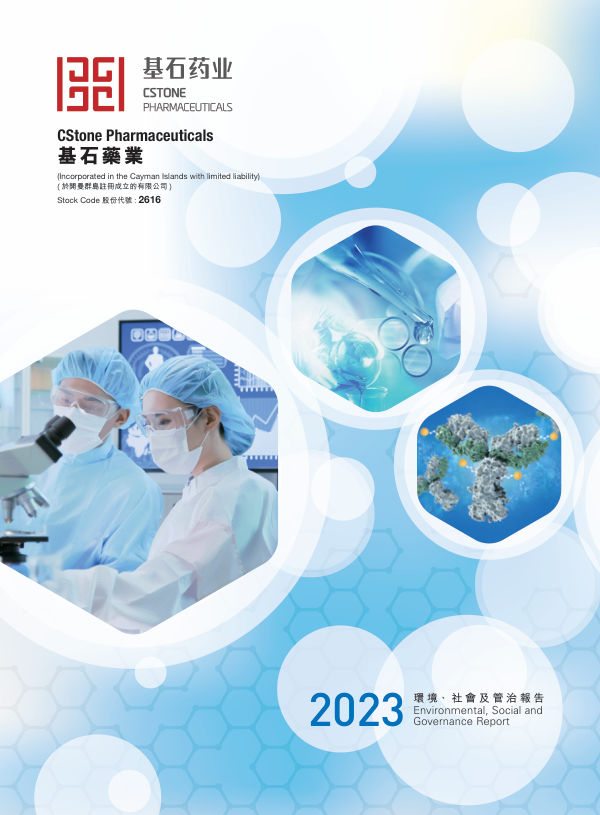 基石药业
CSTONE
PHARMACEUTICALS
CStone Pharmaceuticals
基石藥業
(Incorporated in the Cayman Islands with limited liability)
(於開曼群島註冊成立的有限公司)
Stock Code 股份代號 : 2616
2023
環境、社會及管治報告
Environmental, Social and
Governance Report